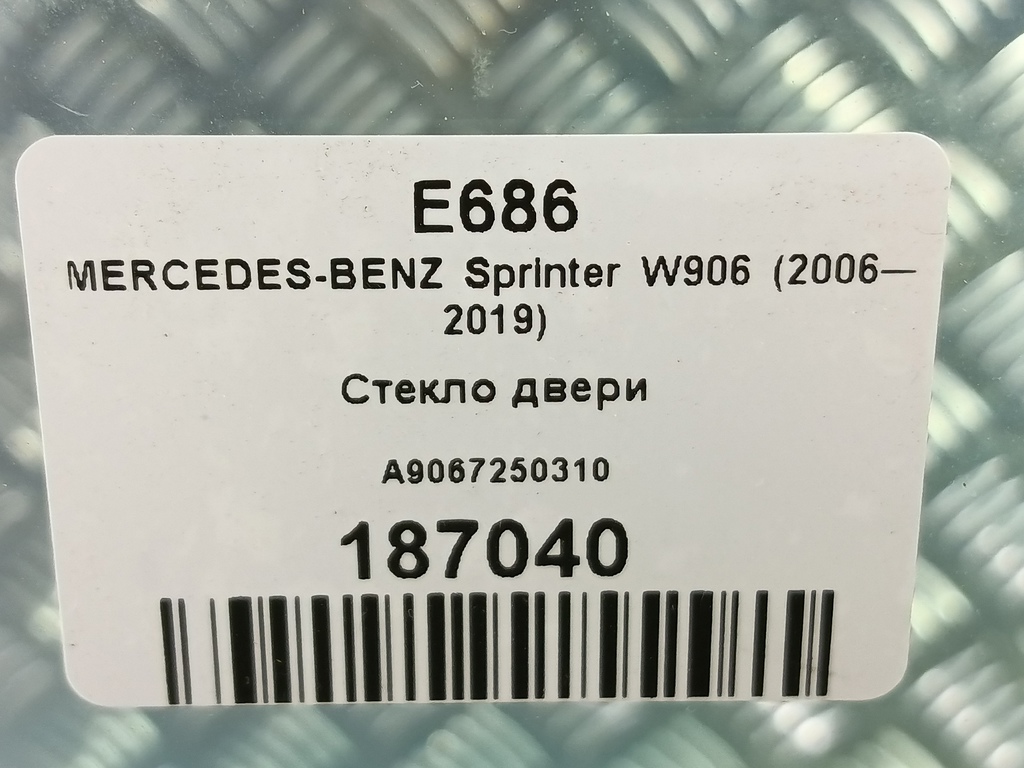 E686
MERCEDES-BENZ Sprinter W906 (2006—
2019)
Стекло двери
A9067250310
187040